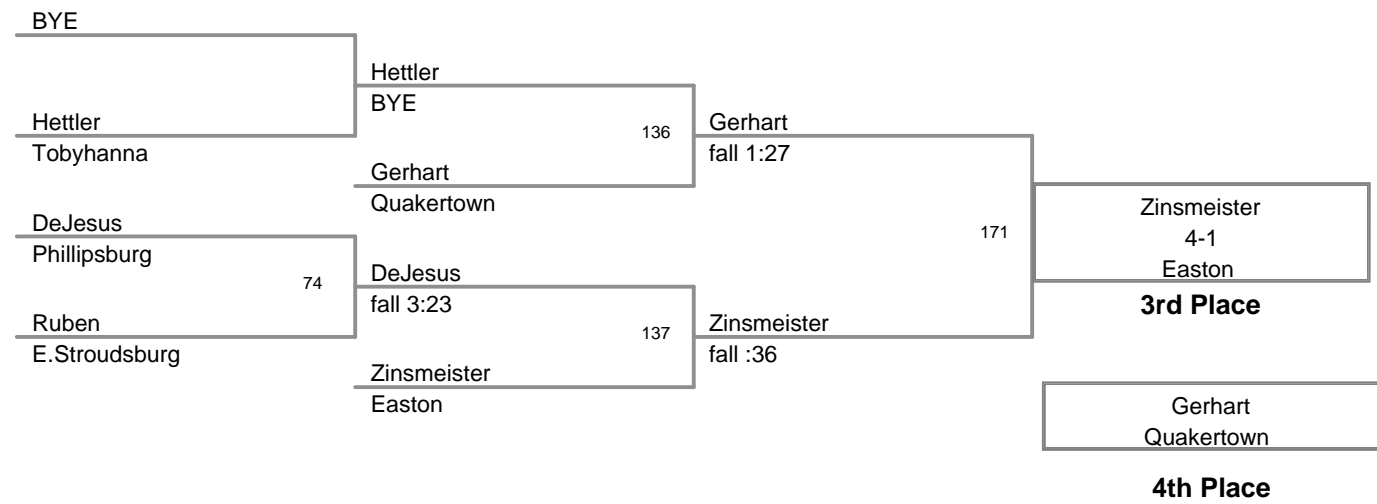 BYE
Hettler
BYE
Hettler
Tobyhanna
136
Gerhart
fall 1:27
Gerhart
Quakertown
DeJesus
Phillipsburg
74
DeJesus
fall 3:23
Ruben
E.Stroudsburg
137
Zinsmeister
fall :36
Zinsmeister
Easton
171
Zinsmeister
4-1
Easton
3rd Place
Gerhart
Quakertown
4th Place